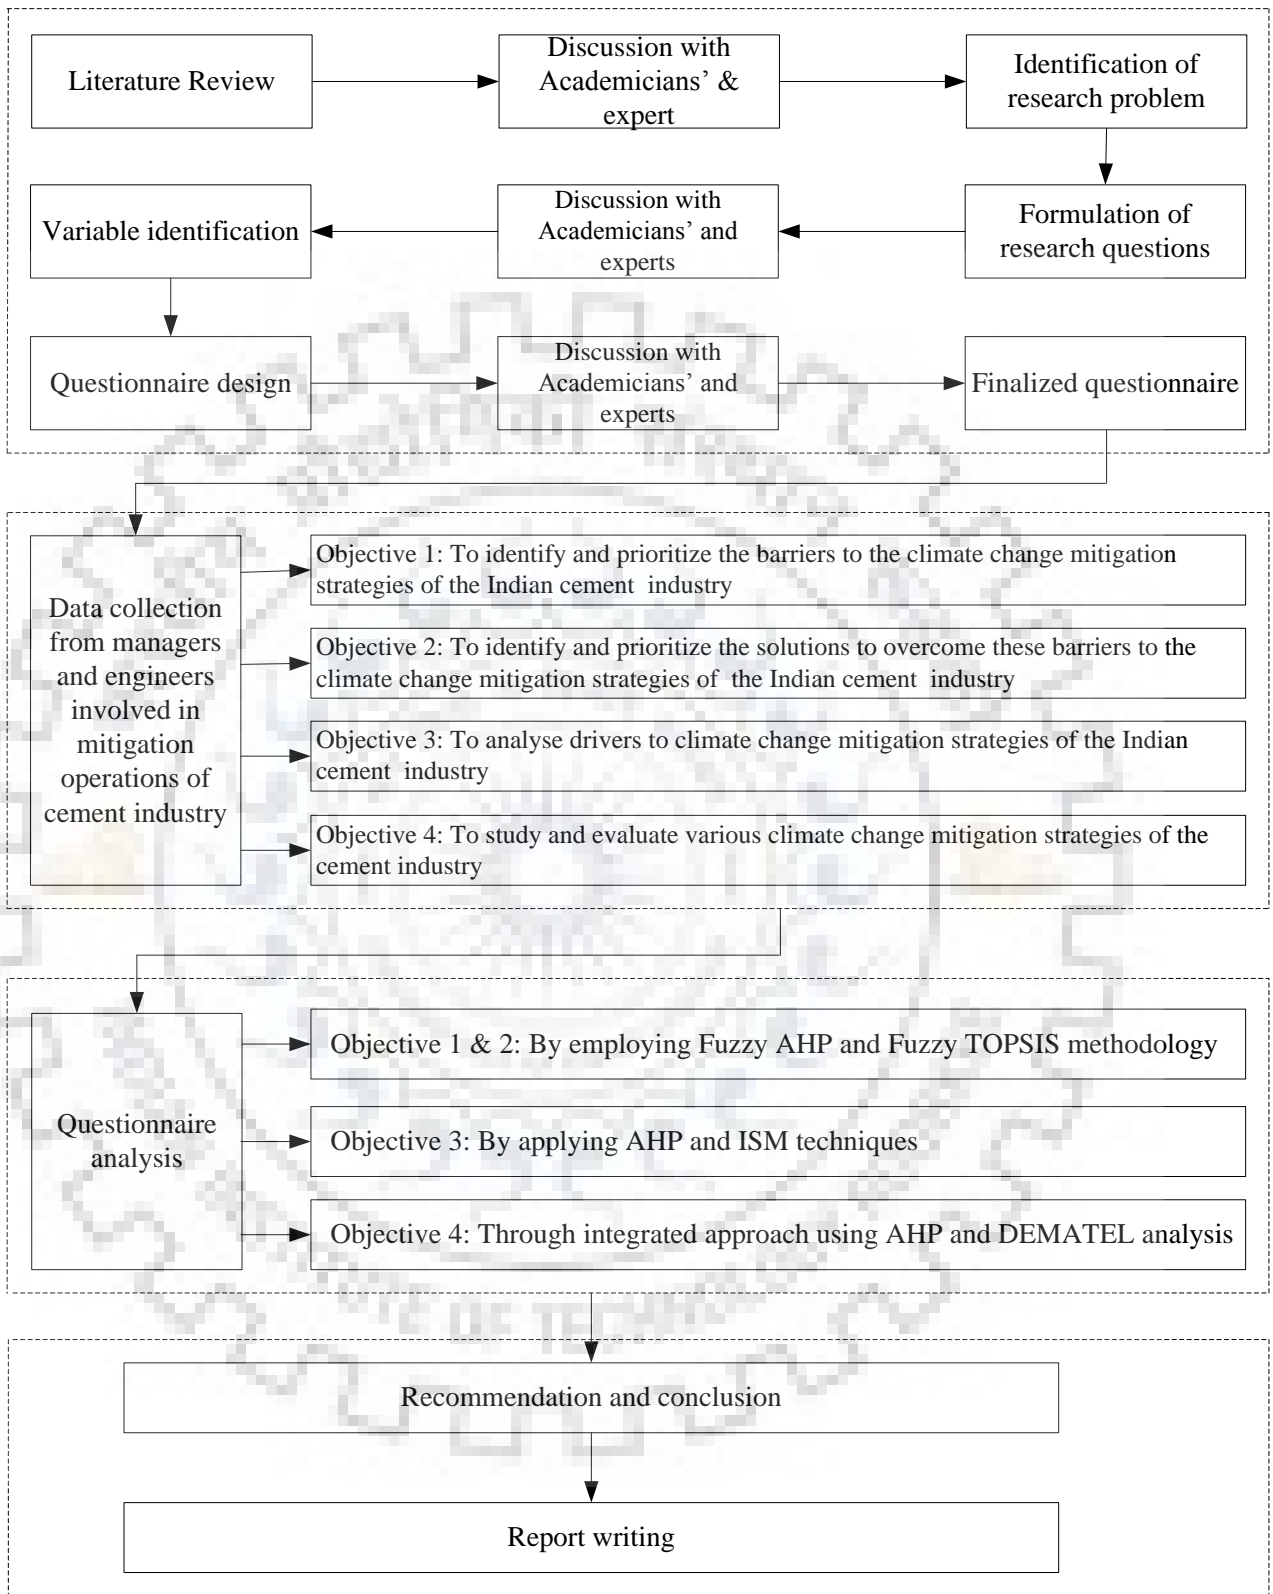 Literature Review
Discussion with
Academicians’ &
expert
Identification of
research problem
Variable identification
Discussion with
Academicians’ and
experts
Formulation of
research questions
Questionnaire design
Discussion with
Academicians’ and
experts
Finalized questionnaire
Data collection
from managers
and engineers
involved in
mitigation
operations of
cement industry
Objective 1: To identify and prioritize the barriers to the climate change mitigation
strategies of the Indian cement industry
Objective 2: To identify and prioritize the solutions to overcome these barriers to the
climate change mitigation strategies of the Indian cement industry
Objective 3: To analyse drivers to climate change mitigation strategies of the Indian
cement industry
Objective 4: To study and evaluate various climate change mitigation strategies of the
cement industry
Questionnaire
analysis
Objective 1 & 2: By employing Fuzzy AHP and Fuzzy TOPSIS methodology
Objective 3: By applying AHP and ISM techniques
Objective 4: Through integrated approach using AHP and DEMATEL analysis
Recommendation and conclusion
Report writing